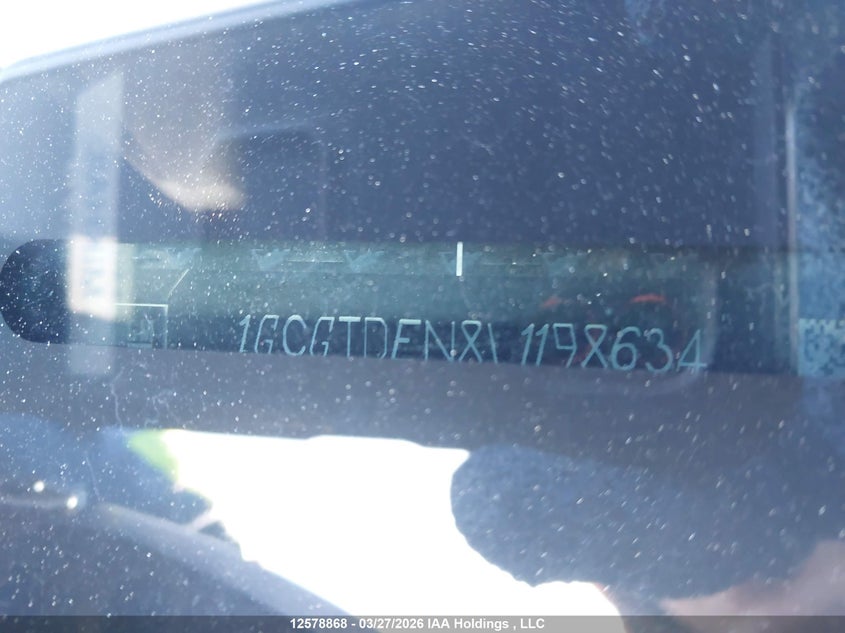 1GCGTDEN8L1198634
12578868 - 03/27/2026 IAA Holdings , LLC